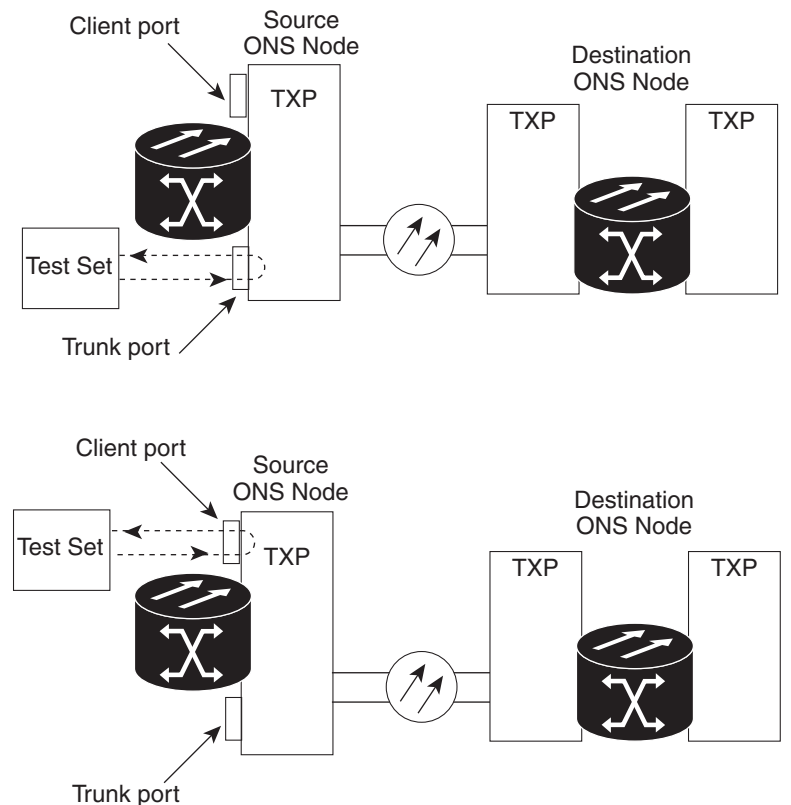 Client port
Source
ONS Node
Destination
ONS Node
TXP
TXP
TXP
Test Set
Trunk port
Client port
Source
ONS Node
Destination
ONS Node
Test Set
TXP
TXP
TXP
Trunk port